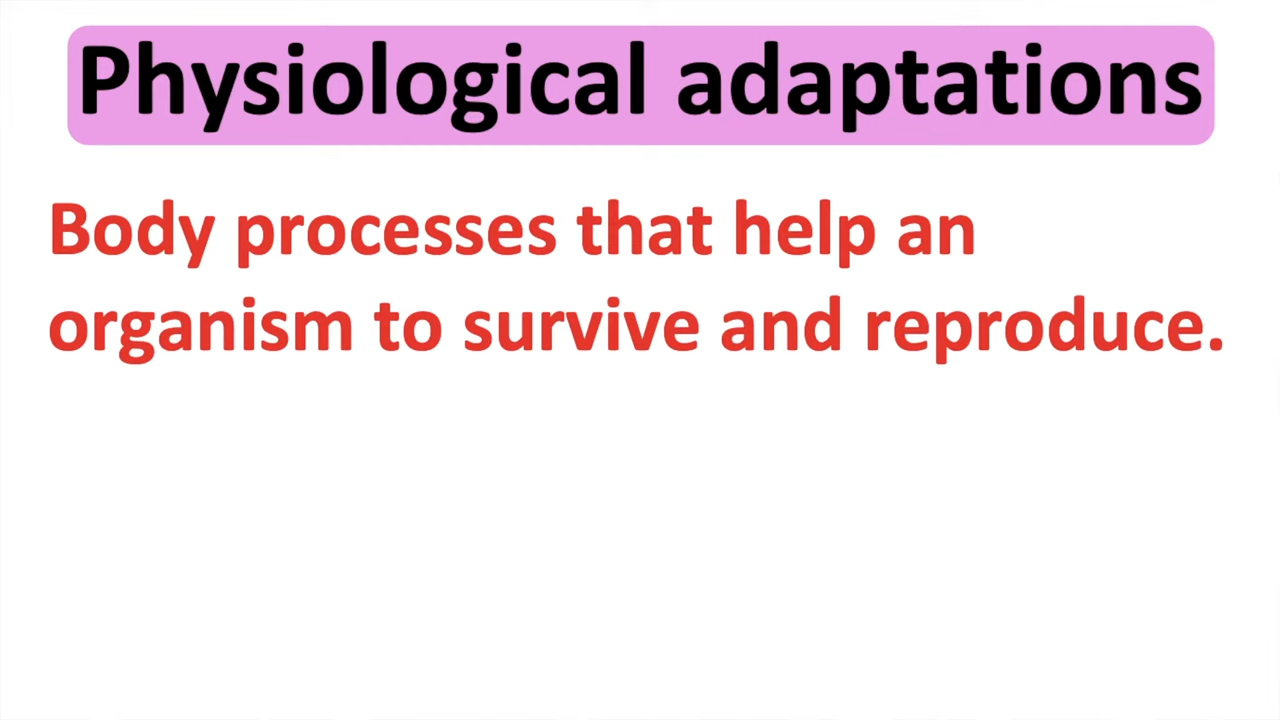 Physiological adaptations
Body processes that help an
organism to survive and reproduce.